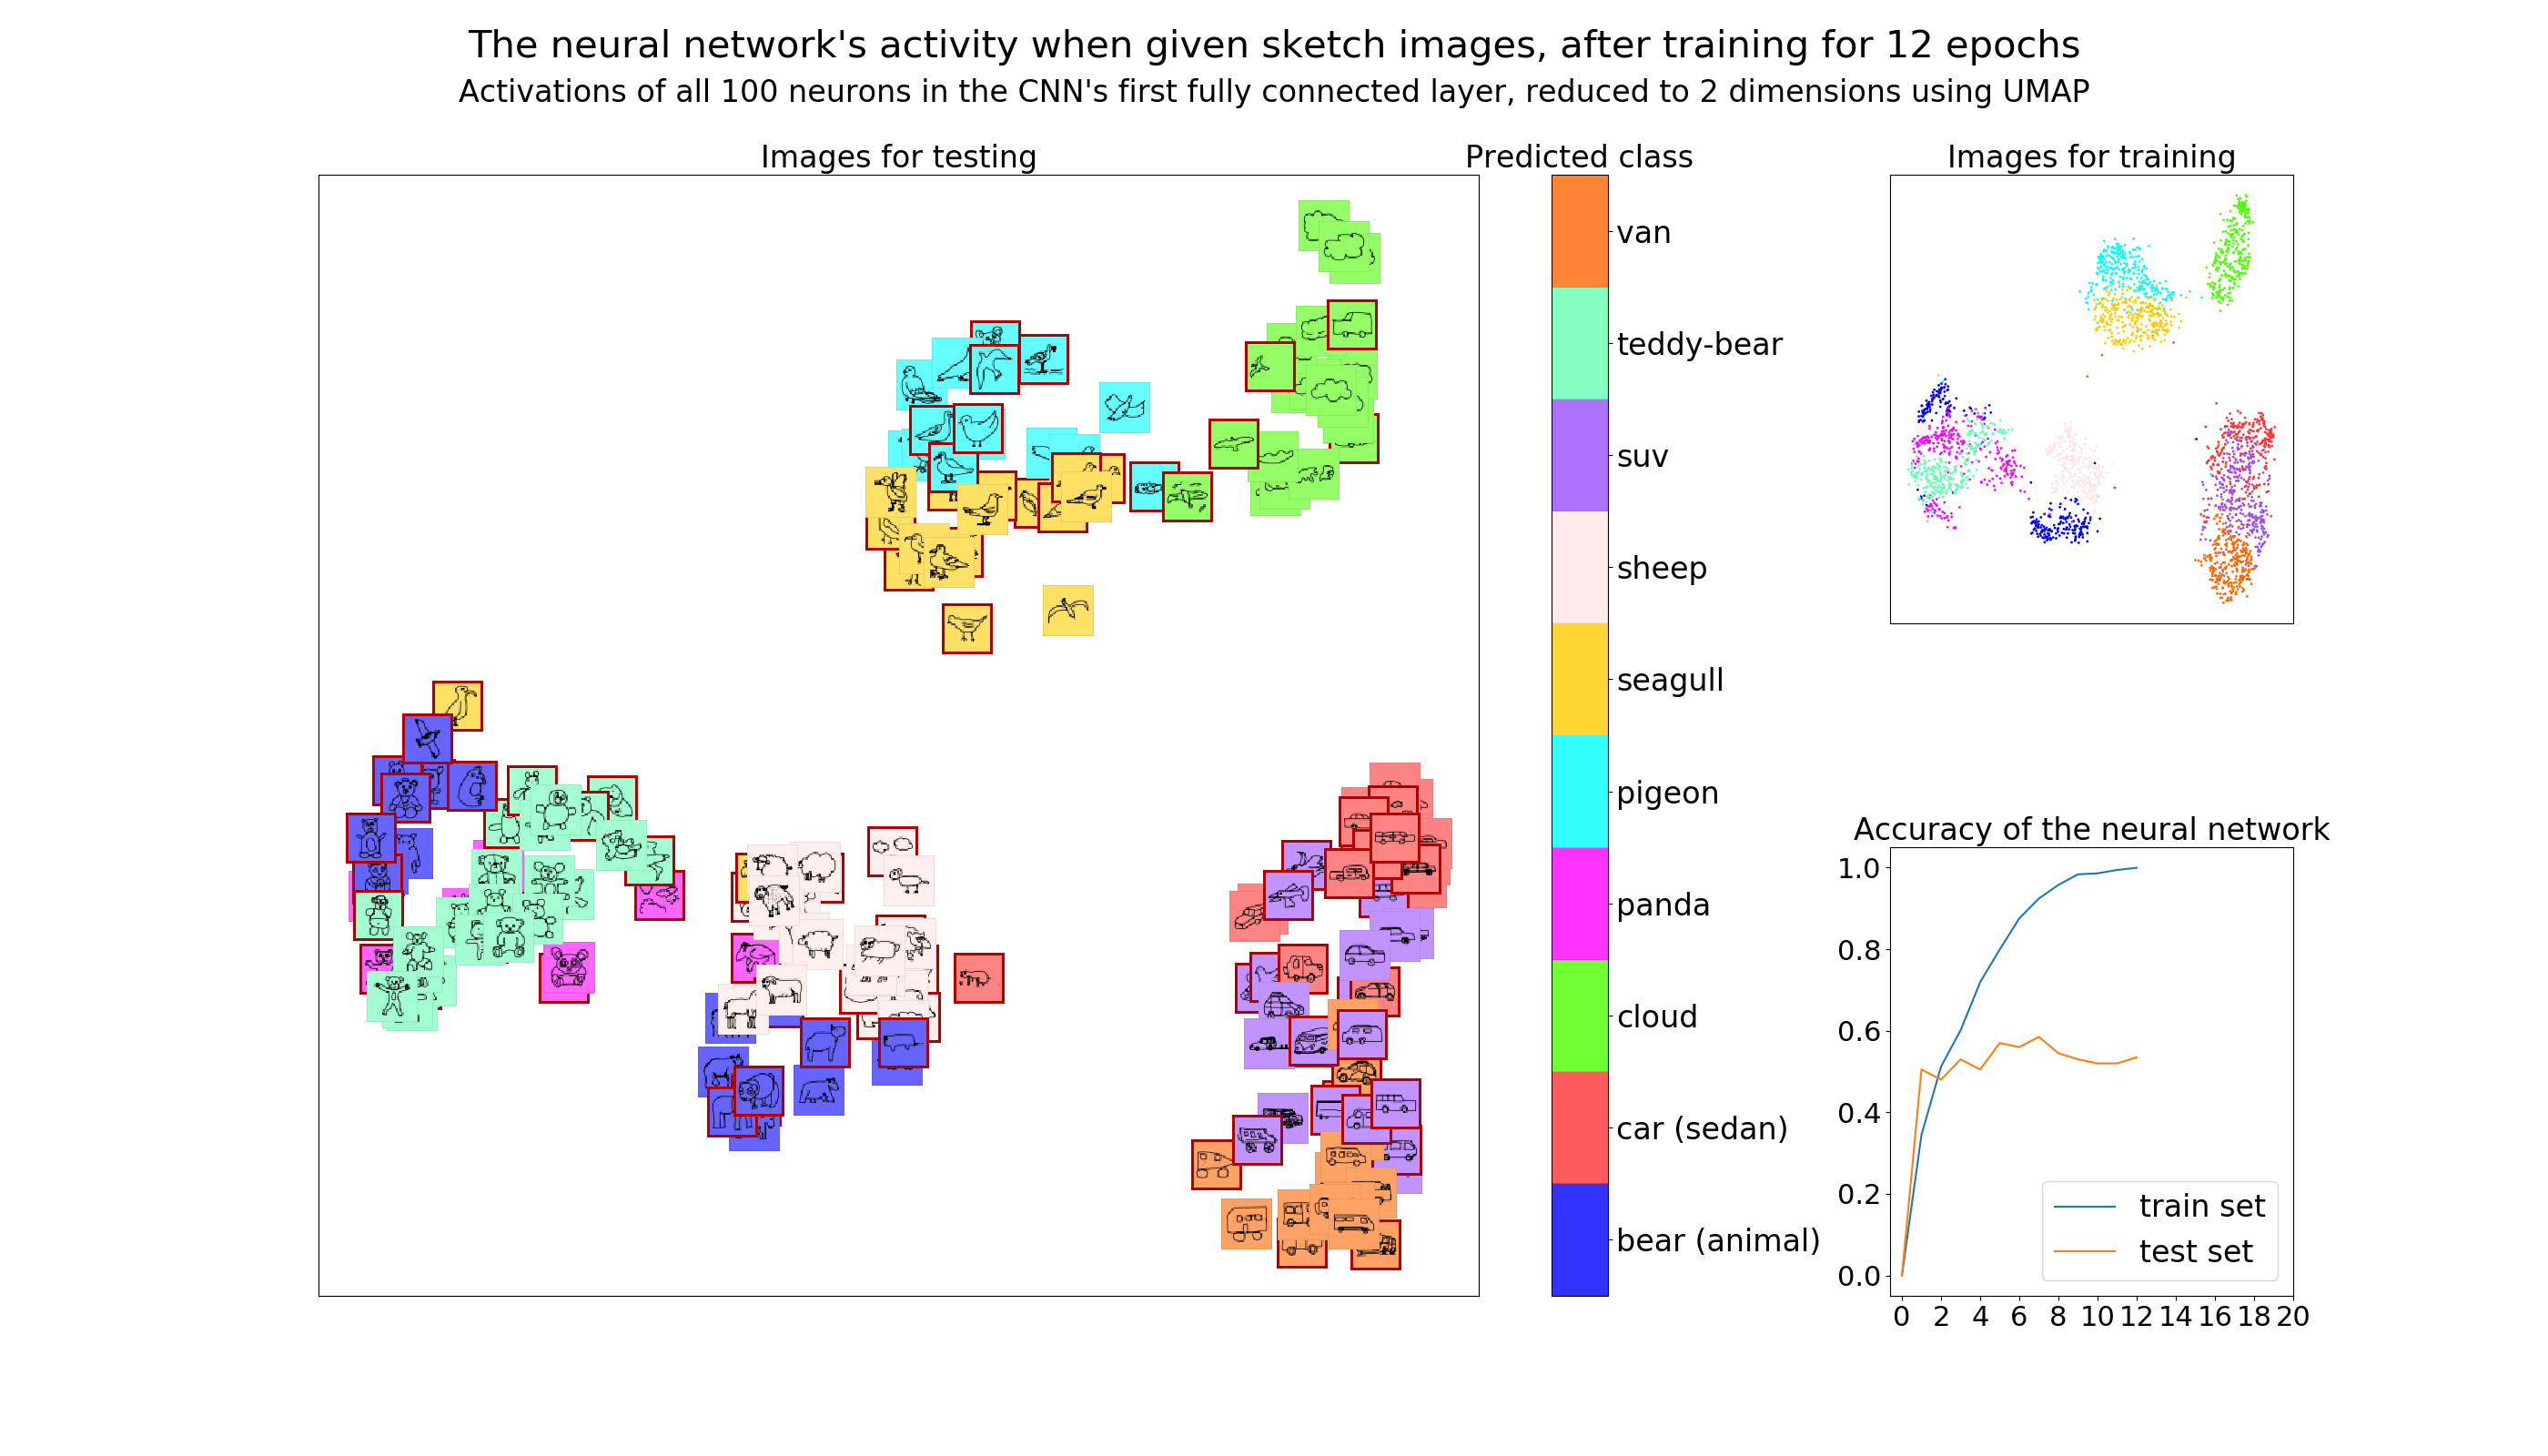 The neural network's activity when given sketch images, after training for 12 epochs
Activations of all 100 neurons in the CNN's first fully connected layer, reduced to 2 dimensions using UMAP
Images for testing
Predicted class
van
teddy-bear
suv
sheep
seagull
pigeon
panda
cloud
car (sedan)
bear (animal)
Images for training
Accuracy of the neural network
1.0
0.8
0.6
0.4
0.2
0.0
train set
test set
0 2 4 6 8 10 12 14 16 18 20